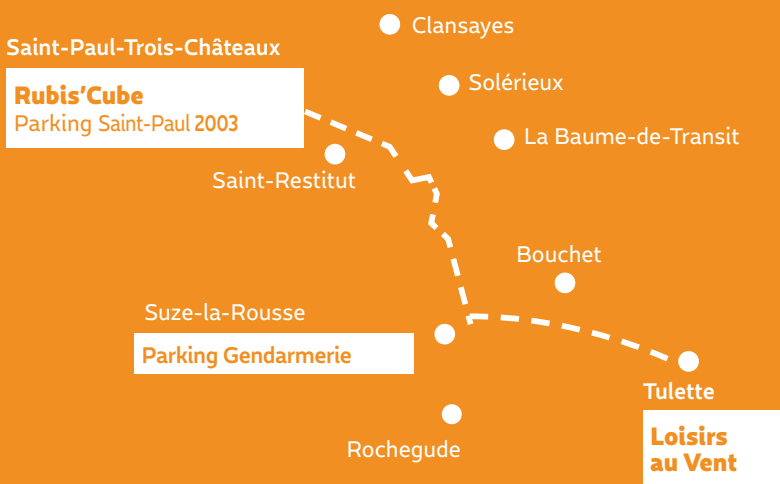 Clansayes
Saint-Paul-Trois-Châteaux
Rubis'Cube
Parking Saint-Paul 2003
Solérieux
La Baume-de-Transit
Saint-Restitut
Bouchet
Suze-la-Rousse
Parking Gendarmerie
Tulette
Loisirs
au Vent
Rochegude